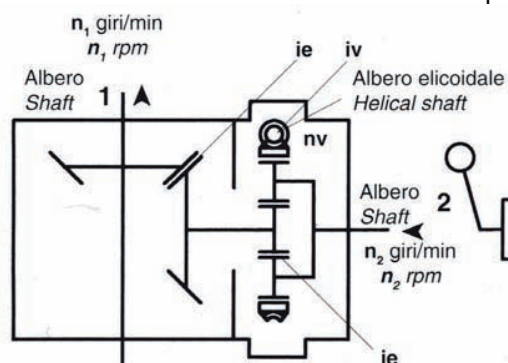 n₁ giri/min
n₁ rpm
Albero
Shaft
1
ie
iv
Albero elicoidale
Helical shaft
nv
Albero
Shaft
2
n₂ giri/min
n₂ rpm
ie